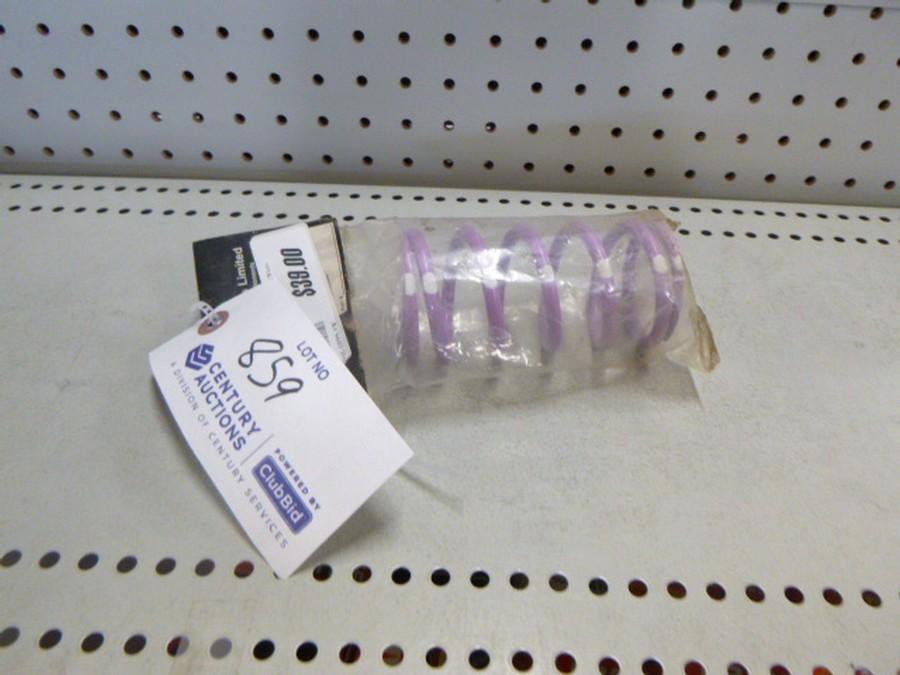 Limited
$39.00
LOT NO
859
CENTURY
AUCTIONS
A DIVISION OF CENTURY SERVICES
POWERED BY
ClubBid